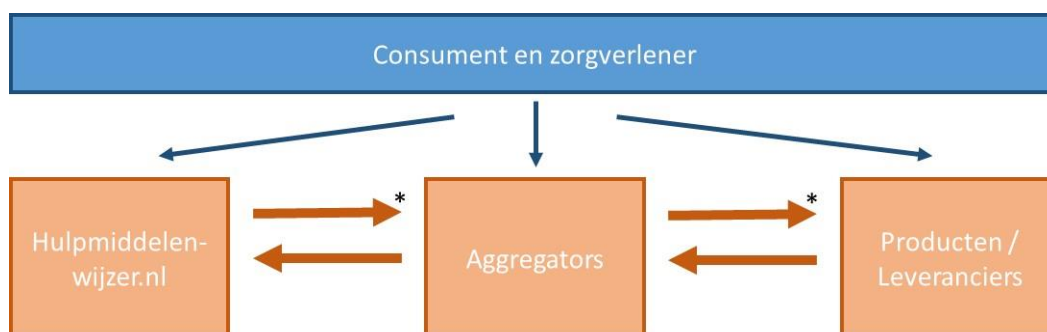 Consument en zorgverlener
*
*
Hulpmiddelen-
wijzer.nl
Aggregators
Producten /
Leveranciers